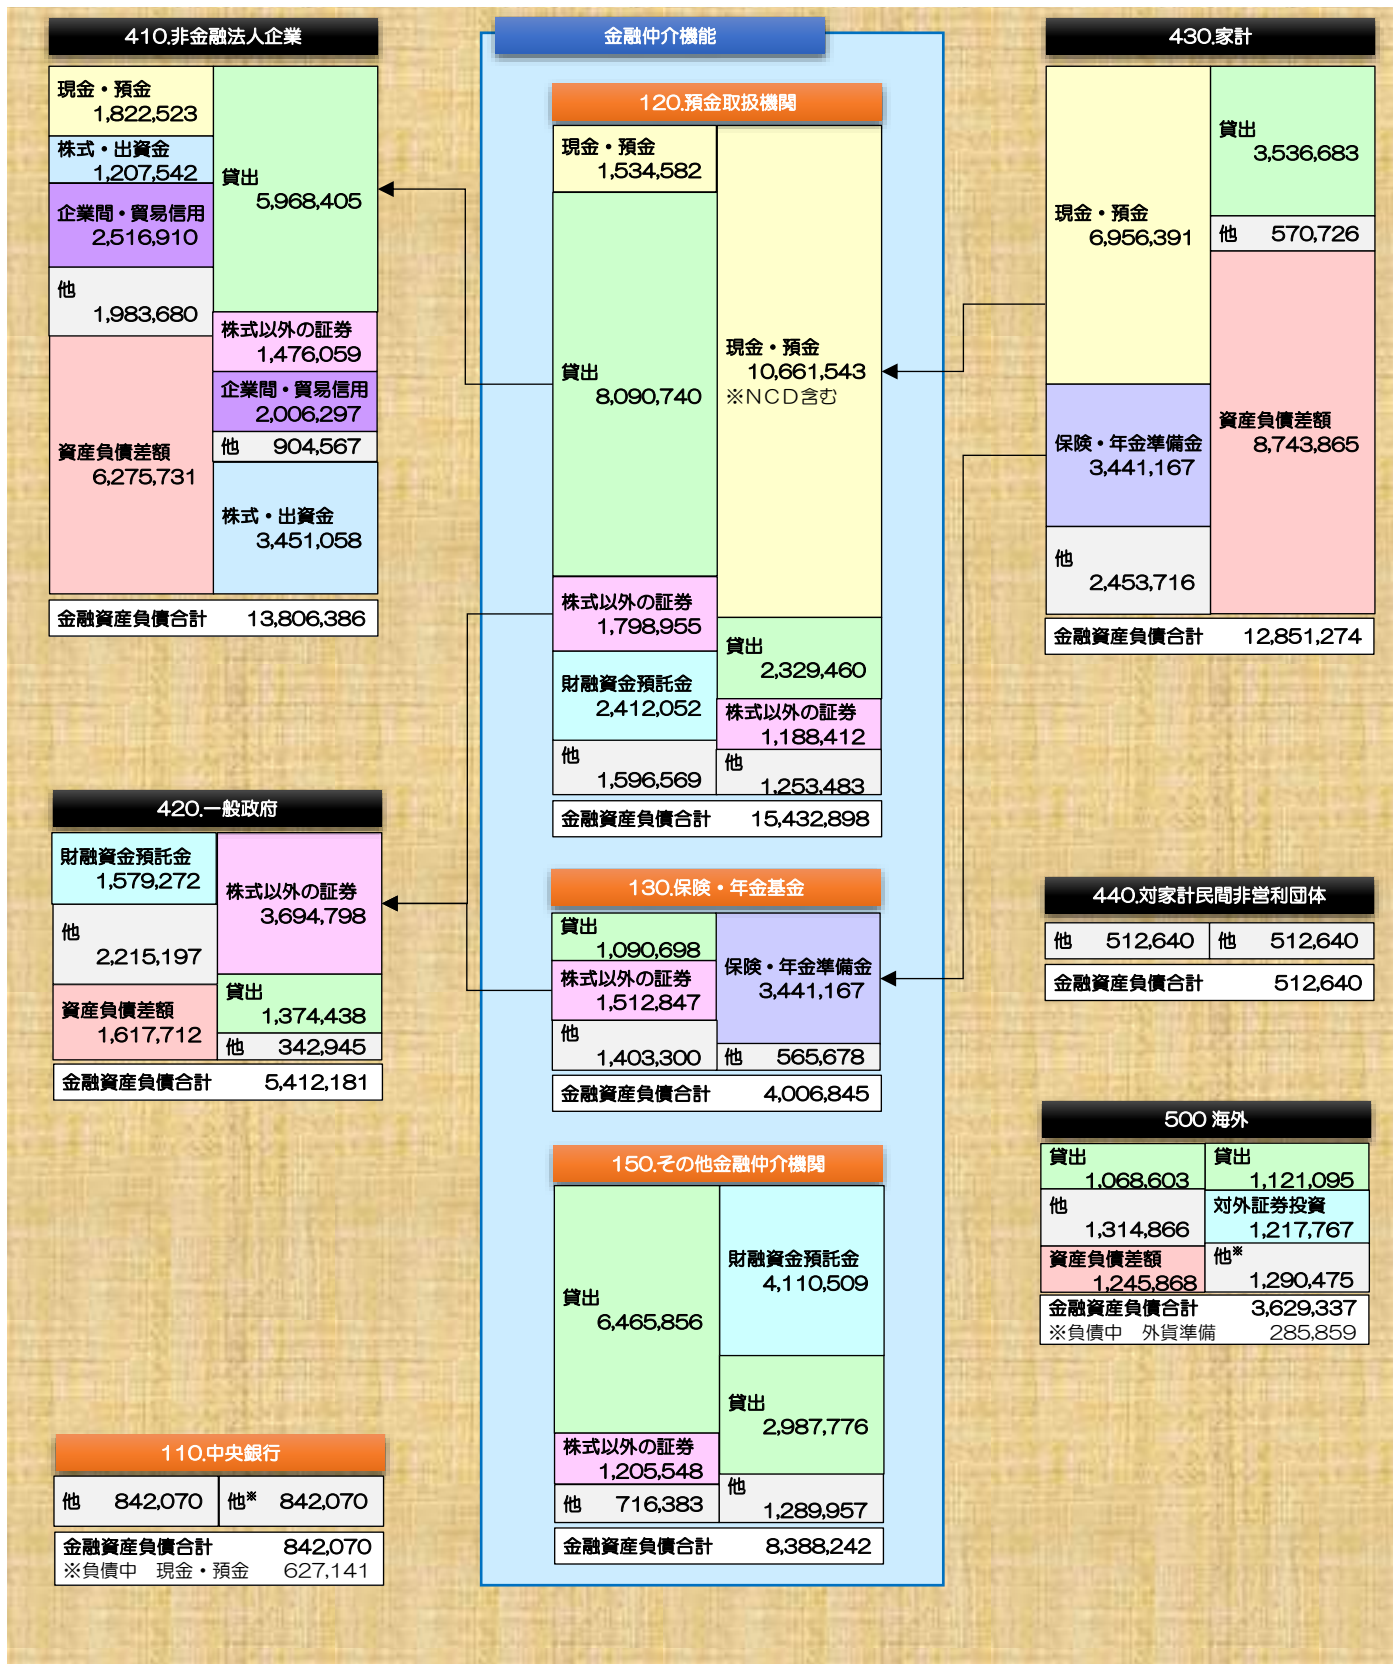 410.非金融法人企業
現金・預金
1,822,523
株式・出資金
1,207,542
企業間・貿易信用
2,516,910
他
1,983,680
資産負債差額
6,275,731
貸出
5,968,405
株式以外の証券
1,476,059
企業間・貿易信用
2,006,297
他 904,567
株式・出資金
3,451,058
金融資産負債合計 13,806,386
420.一般政府
財融資金預託金
1,579,272
他
2,215,197
資産負債差額
1,617,712
株式以外の証券
3,694,798
貸出
1,374,438
他 342,945
金融資産負債合計 5,412,181
110.中央銀行
他 842,070
他※ 842,070
金融資産負債合計 842,070
※負債中 現金・預金 627,141
金融仲介機能
120.預金取扱機関
現金・預金
1,534,582
貸出
8,090,740
株式以外の証券
1,798,955
財融資金預託金
2,412,052
他
1,596,569
現金・預金
10,661,543
※NCD含む
貸出
2,329,460
株式以外の証券
1,188,412
他
1,253,483
金融資産負債合計 15,432,898
130.保険・年金基金
貸出
1,090,698
株式以外の証券
1,512,847
他
1,403,300
保険・年金準備金
3,441,167
他 565,678
金融資産負債合計 4,006,845
150.その他金融仲介機関
貸出
6,465,856
株式以外の証券
1,205,548
他 716,383
財融資金預託金
4,110,509
貸出
2,987,776
他
1,289,957
金融資産負債合計 8,388,242
430.家計
現金・預金
6,956,391
保険・年金準備金
3,441,167
他
2,453,716
貸出
3,536,683
他 570,726
資産負債差額
8,743,865
金融資産負債合計 12,851,274
440.対家計民間非営利団体
他 512,640
他 512,640
金融資産負債合計 512,640
500 海外
貸出
1,068,603
他
1,314,866
資産負債差額
1,245,868
貸出
1,121,095
対外証券投資
1,217,767
他※
1,290,475
金融資産負債合計 3,629,337
※負債中 外貨準備 285,859